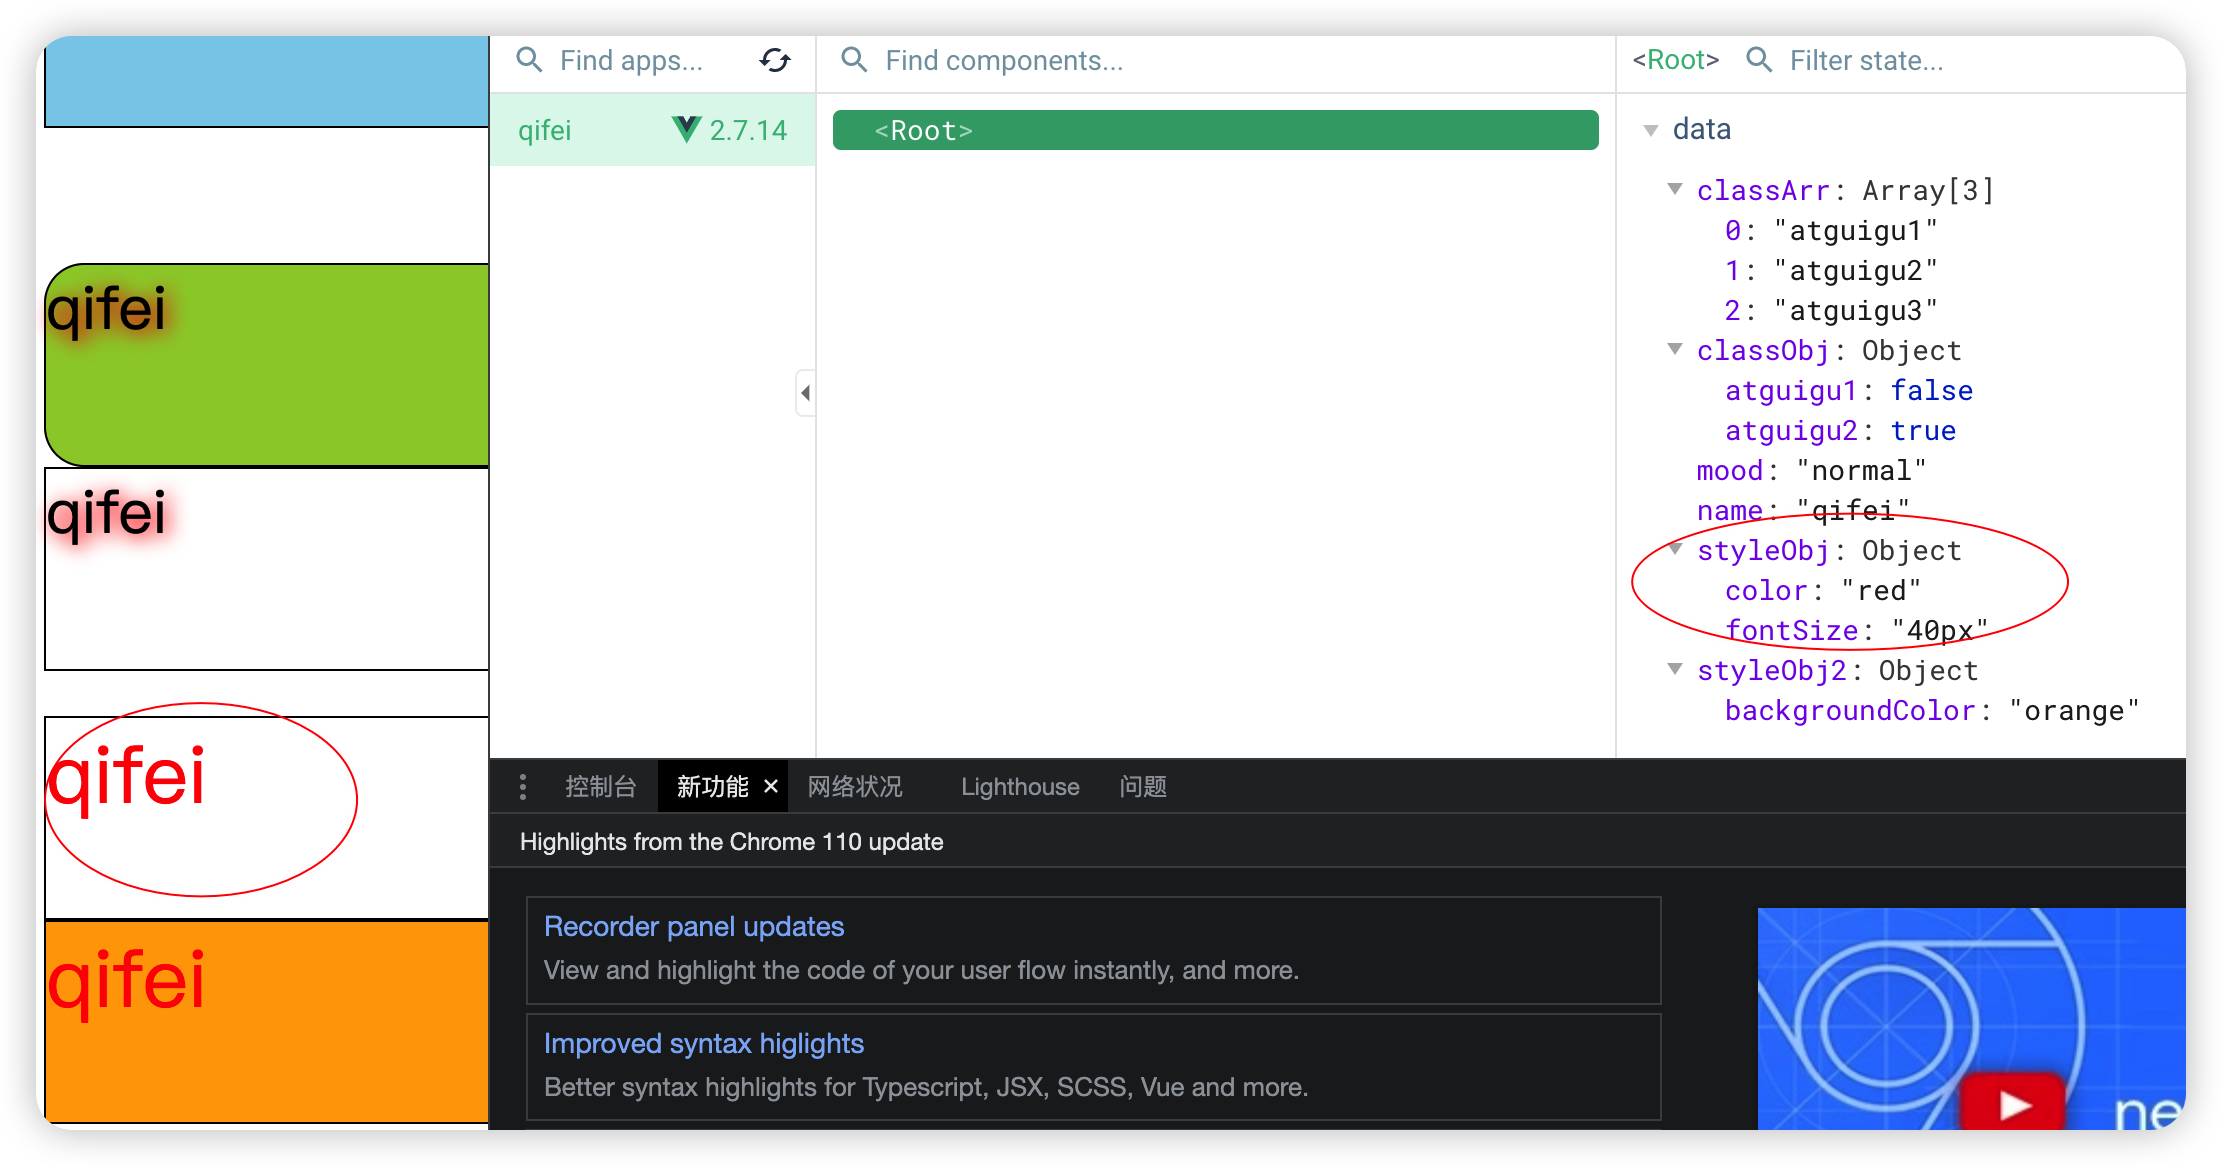 qifei
qifei
qifei
qifei
Find apps...
Find components...
<Root>
Filter state...
qifei
2.7.14
<Root>
data
classArr: Array[3]
0: "atguigu1"
1: "atguigu2"
2: "atguigu3"
classObj: Object
atguigu1: false
atguigu2: true
mood: "normal"
name: "qifei"
styleObj: Object
color: "red"
fontSize: "40px"
styleObj2: Object
backgroundColor: "orange"
控制台
新功能
网络状况
Lighthouse
问题
Highlights from the Chrome 110 update
Recorder panel updates
View and highlight the code of your user flow instantly, and more.
Improved syntax higlights
Better syntax highlights for Typescript, JSX, SCSS, Vue and more.
ne